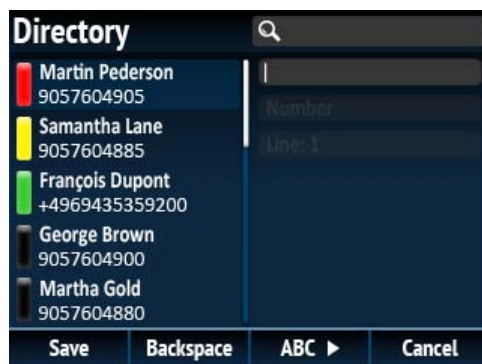 Directory
Martin Pederson
9057604905
Samantha Lane
9057604885
François Dupont
+4969435359200
George Brown
9057604900
Martha Gold
9057604880
Number
Line: 1
Save Backspace ABC ▶ Cancel